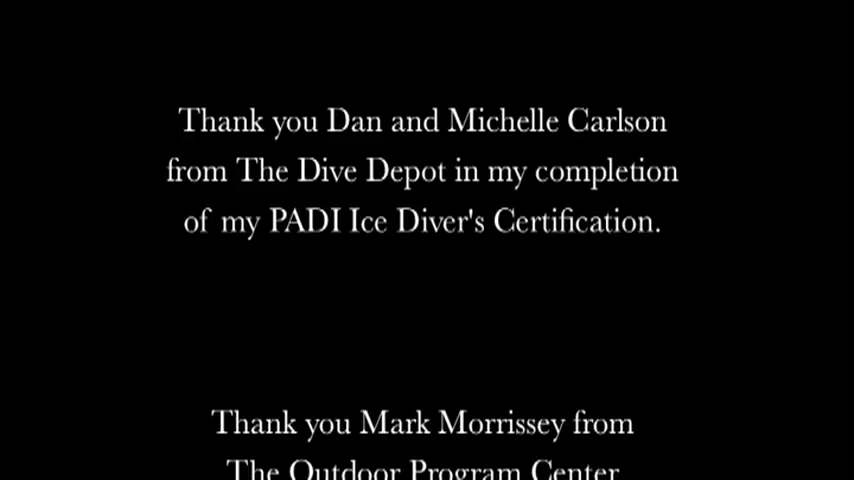 Thank you Dan and Michelle Carlson
from The Dive Depot in my completion
of my PADI Ice Diver's Certification.
Thank you Mark Morrissey from
The Outdoor Program Center